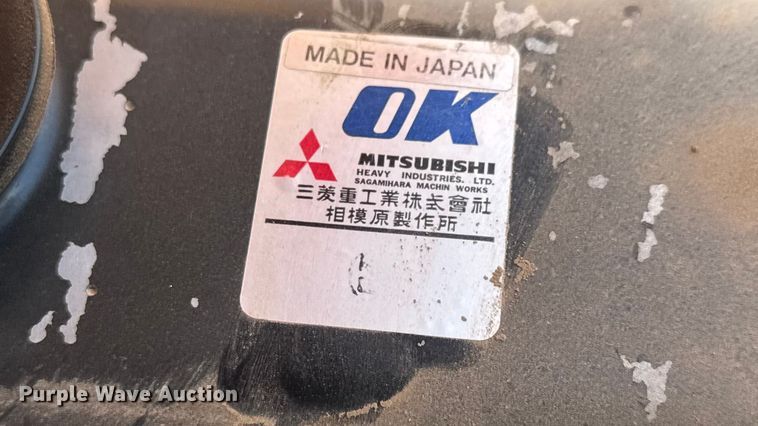 MADE IN JAPAN
OK
MITSUBISHI
HEAVY INDUSTRIES. LTD.
SAGAMIHARA MACHIN WORKS
三菱重工業株式會社
相模原製作所
Purple Wave Auction